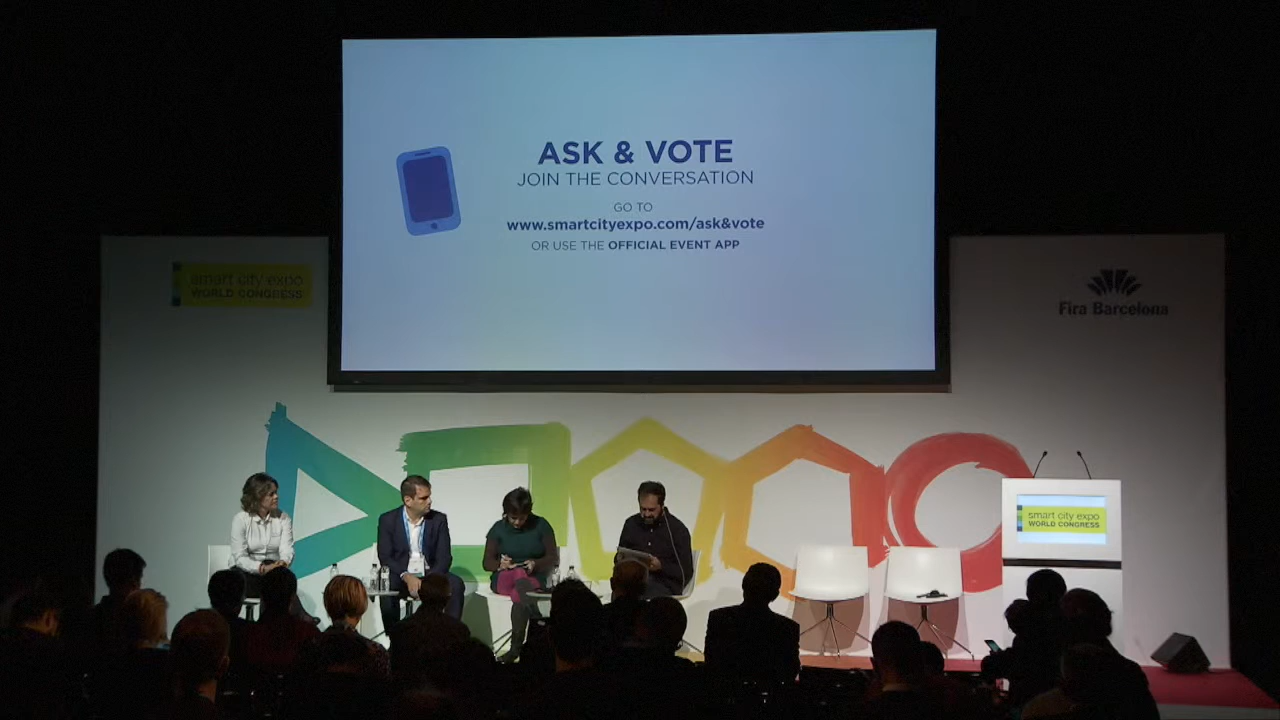 ASK & VOTE
JOIN THE CONVERSATION
GO TO
www.smartcityexpo.com/ask&vote
OR USE THE OFFICIAL EVENT APP
smart city expo
WORLD CONGRESS
Fira Barcelona
smart city expo
WORLD CONGRESS